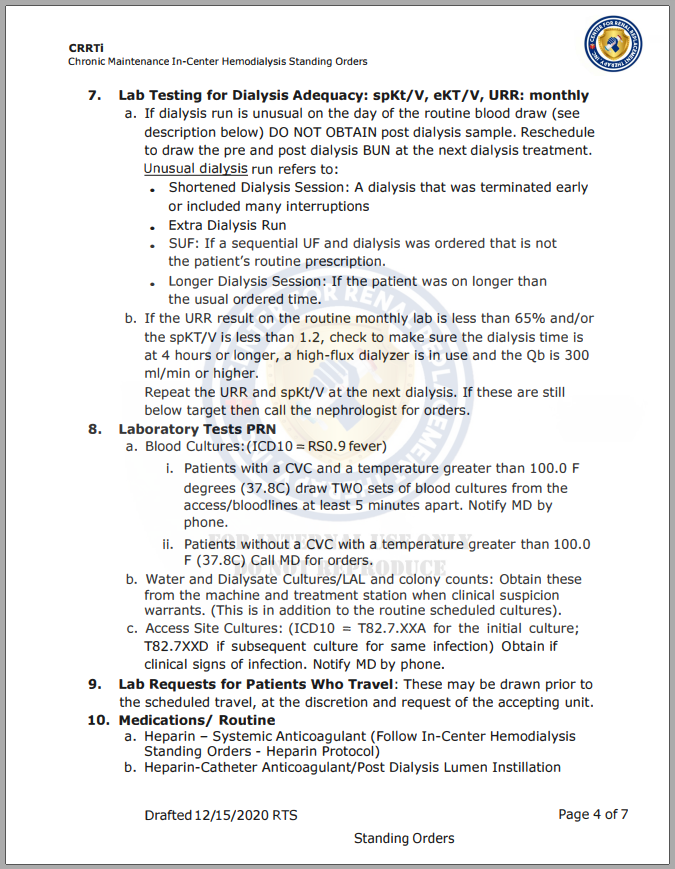 CRRTi
Chronic Maintenance In-Center Hemodialysis Standing Orders
CENTER FOR RENAL REPLACEMENT THERAPY INC.
7. Lab Testing for Dialysis Adequacy: spKt/V, eKT/V, URR: monthly
a. If dialysis run is unusual on the day of the routine blood draw (see
description below) DO NOT OBTAIN post dialysis sample. Reschedule
to draw the pre and post dialysis BUN at the next dialysis treatment.
Unusual dialysis run refers to:
• Shortened Dialysis Session: A dialysis that was terminated early
or included many interruptions
• Extra Dialysis Run
• SUF: If a sequential UF and dialysis was ordered that is not
the patient's routine prescription.
• Longer Dialysis Session: If the patient was on longer than
the usual ordered time.
b. If the URR result on the routine monthly lab is less than 65% and/or
the spKT/V is less than 1.2, check to make sure the dialysis time is
at 4 hours or longer, a high-flux dialyzer is in use and the Qb is 300
ml/min or higher.
Repeat the URR and spKt/V at the next dialysis. If these are still
below target then call the nephrologist for orders.
8. Laboratory Tests PRN
a. Blood Cultures:(ICD10 = RS0.9 fever)
i. Patients with a CVC and a temperature greater than 100.0 F
degrees (37.8C) draw TWO sets of blood cultures from the
access/bloodlines at least 5 minutes apart. Notify MD by
phone.
FOR INTERNAL USE ONLY
ii. Patients without a CVC with a temperature greater than 100.0
F (37.8C) Call MD for orders.
DO NOT REPRODUCE
b. Water and Dialysate Cultures/LAL and colony counts: Obtain these
from the machine and treatment station when clinical suspicion
warrants. (This is in addition to the routine scheduled cultures).
c. Access Site Cultures: (ICD10 = T82.7.XXA for the initial culture;
T82.7XXD if subsequent culture for same infection) Obtain if
clinical signs of infection. Notify MD by phone.
9. Lab Requests for Patients Who Travel: These may be drawn prior to
the scheduled travel, at the discretion and request of the accepting unit.
10. Medications/ Routine
a. Heparin – Systemic Anticoagulant (Follow In-Center Hemodialysis
Standing Orders - Heparin Protocol)
b. Heparin-Catheter Anticoagulant/Post Dialysis Lumen Instillation
Drafted 12/15/2020 RTS
Page 4 of 7
Standing Orders